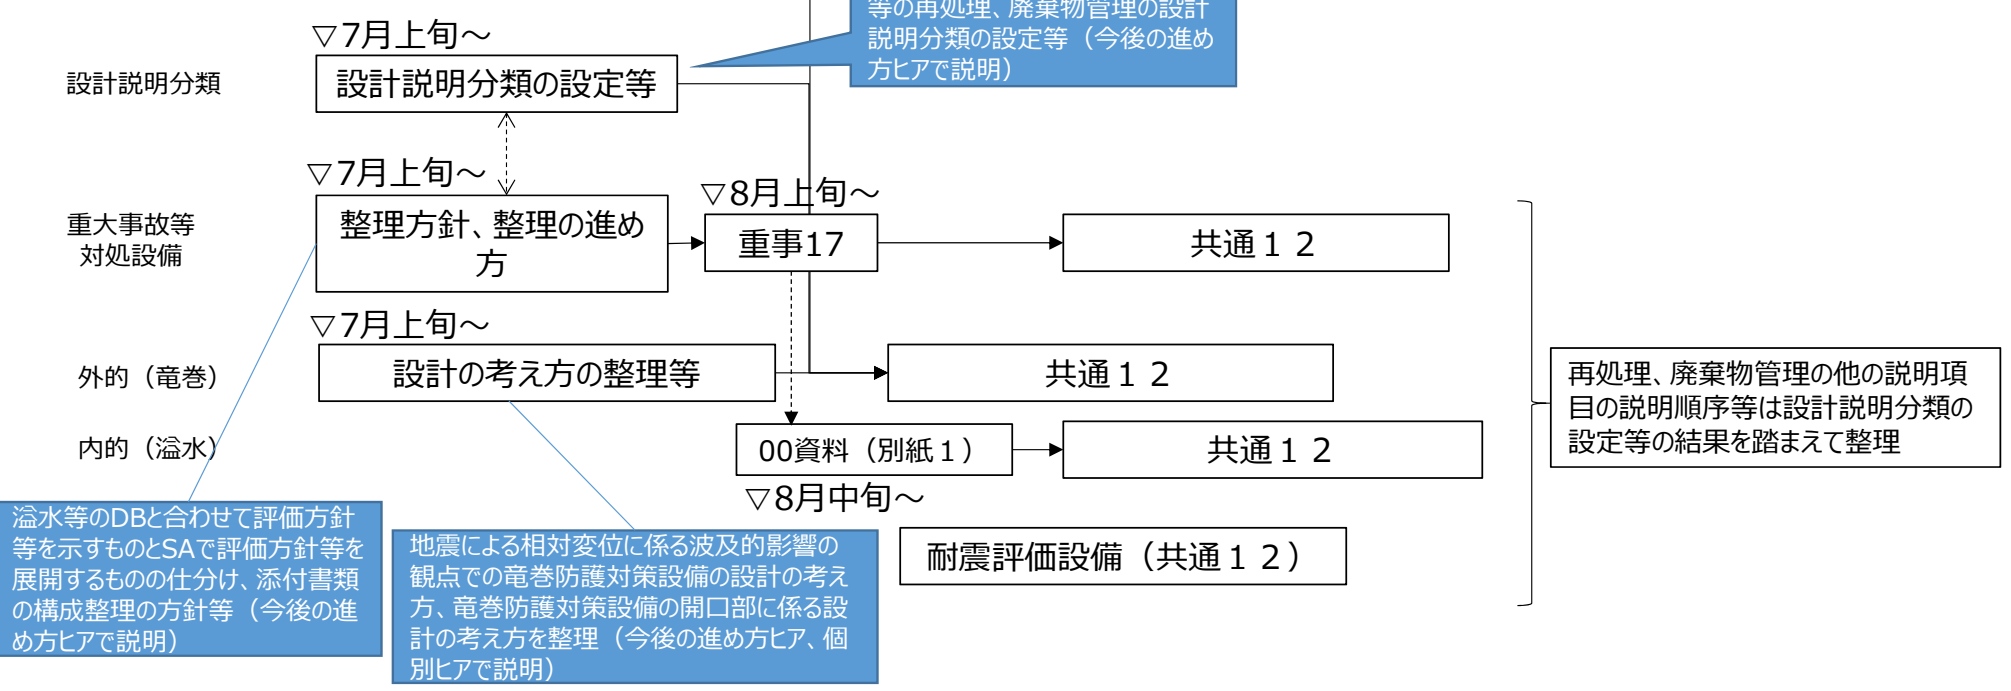 等の再処理、廃棄物管理の設計
説明分類の設定等（今後の進め
方ヒアで説明）
▽7月上旬～
設計説明分類
設計説明分類の設定等
▽7月上旬～
▽8月上旬～
重大事故等
対処設備
整理方針、整理の進め
方
重事17
共通１２
▽7月上旬～
外的（竜巻）
設計の考え方の整理等
共通１２
再処理、廃棄物管理の他の説明項
目の説明順序等は設計説明分類の
設定等の結果を踏まえて整理
内的（溢水）
00資料（別紙１）
共通１２
▽8月中旬～
溢水等のDBと合わせて評価方針
等を示すものとSAで評価方針等を
展開するものの仕分け、添付書類
の構成整理の方針等（今後の進
め方ヒアで説明）
地震による相対変位に係る波及的影響の
観点での竜巻防護対策設備の設計の考え
方、竜巻防護対策設備の開口部に係る設
計の考え方を整理（今後の進め方ヒア、個
別ヒアで説明）
耐震評価設備（共通１２）